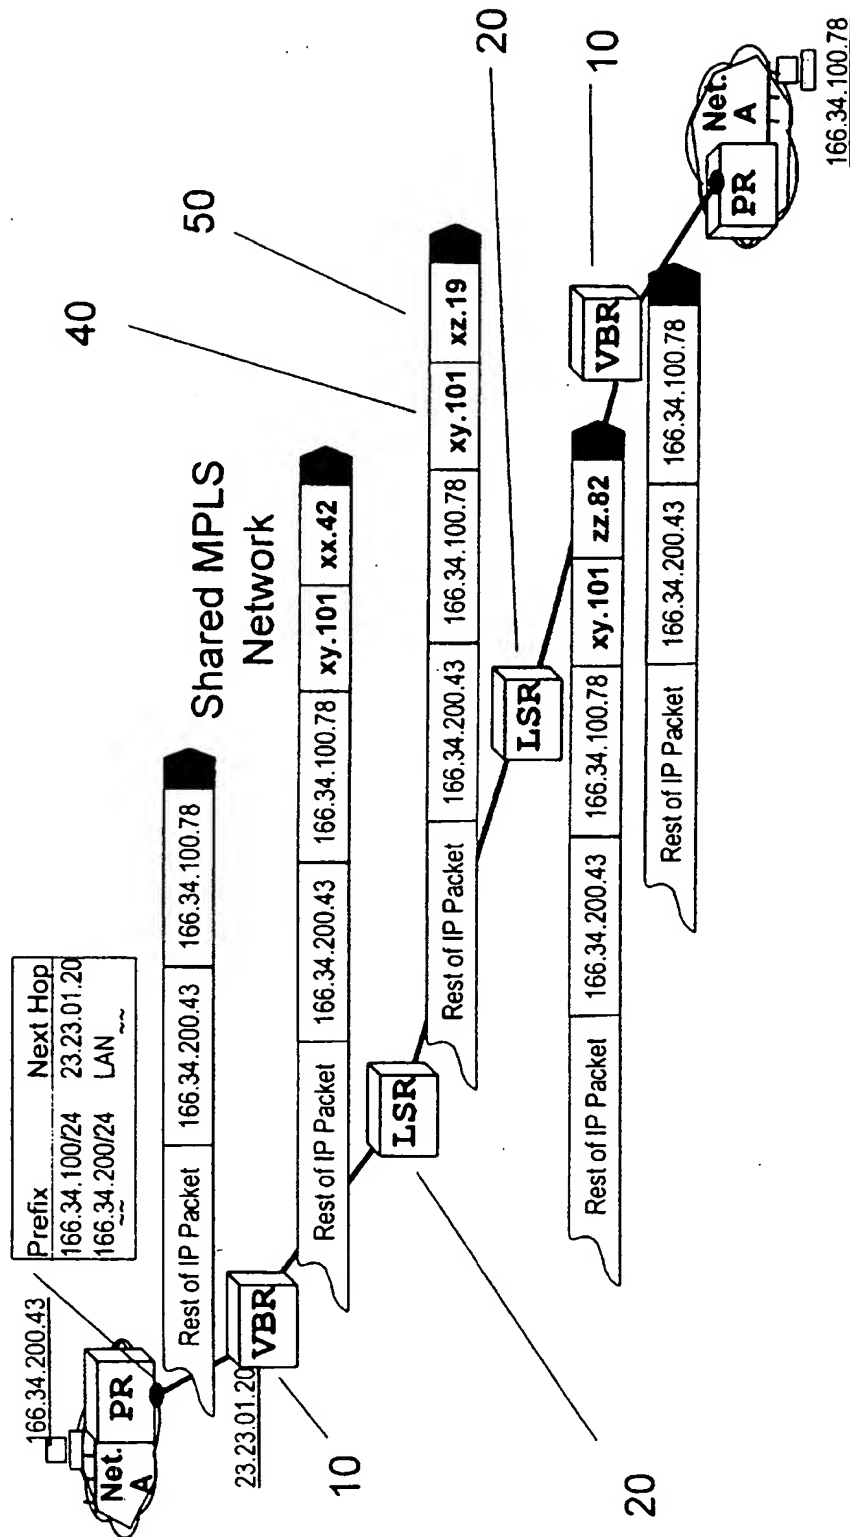 166.34.200.43
Net.
A
PR
Prefix Next Hop
166.34.100/24 23.23.01.20
166.34.200/24 LAN
~~ ~~
Rest of IP Packet 166.34.200.43 166.34.100.78
23.23.01.20
VBR
10
Shared MPLS
Network
Rest of IP Packet 166.34.200.43 166.34.100.78 xy.101 xx.42
40
50
LSR
20
Rest of IP Packet 166.34.200.43 166.34.100.78 xy.101 xz.19
LSR
20
Rest of IP Packet 166.34.200.43 166.34.100.78 xy.101 zz.82
VBR
10
Rest of IP Packet 166.34.200.43 166.34.100.78
PR
Net.
A
166.34.100.78